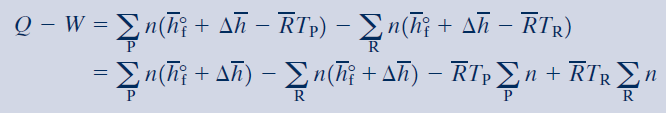 Q − W = ∑_P n(h̄°_f + Δh̄ − R̄T_P) − ∑_R n(h̄°_f + Δh̄ − R̄T_R)
= ∑_P n(h̄°_f + Δh̄) − ∑_R n(h̄°_f + Δh̄) − R̄T_P ∑_P n + R̄T_R ∑_R n